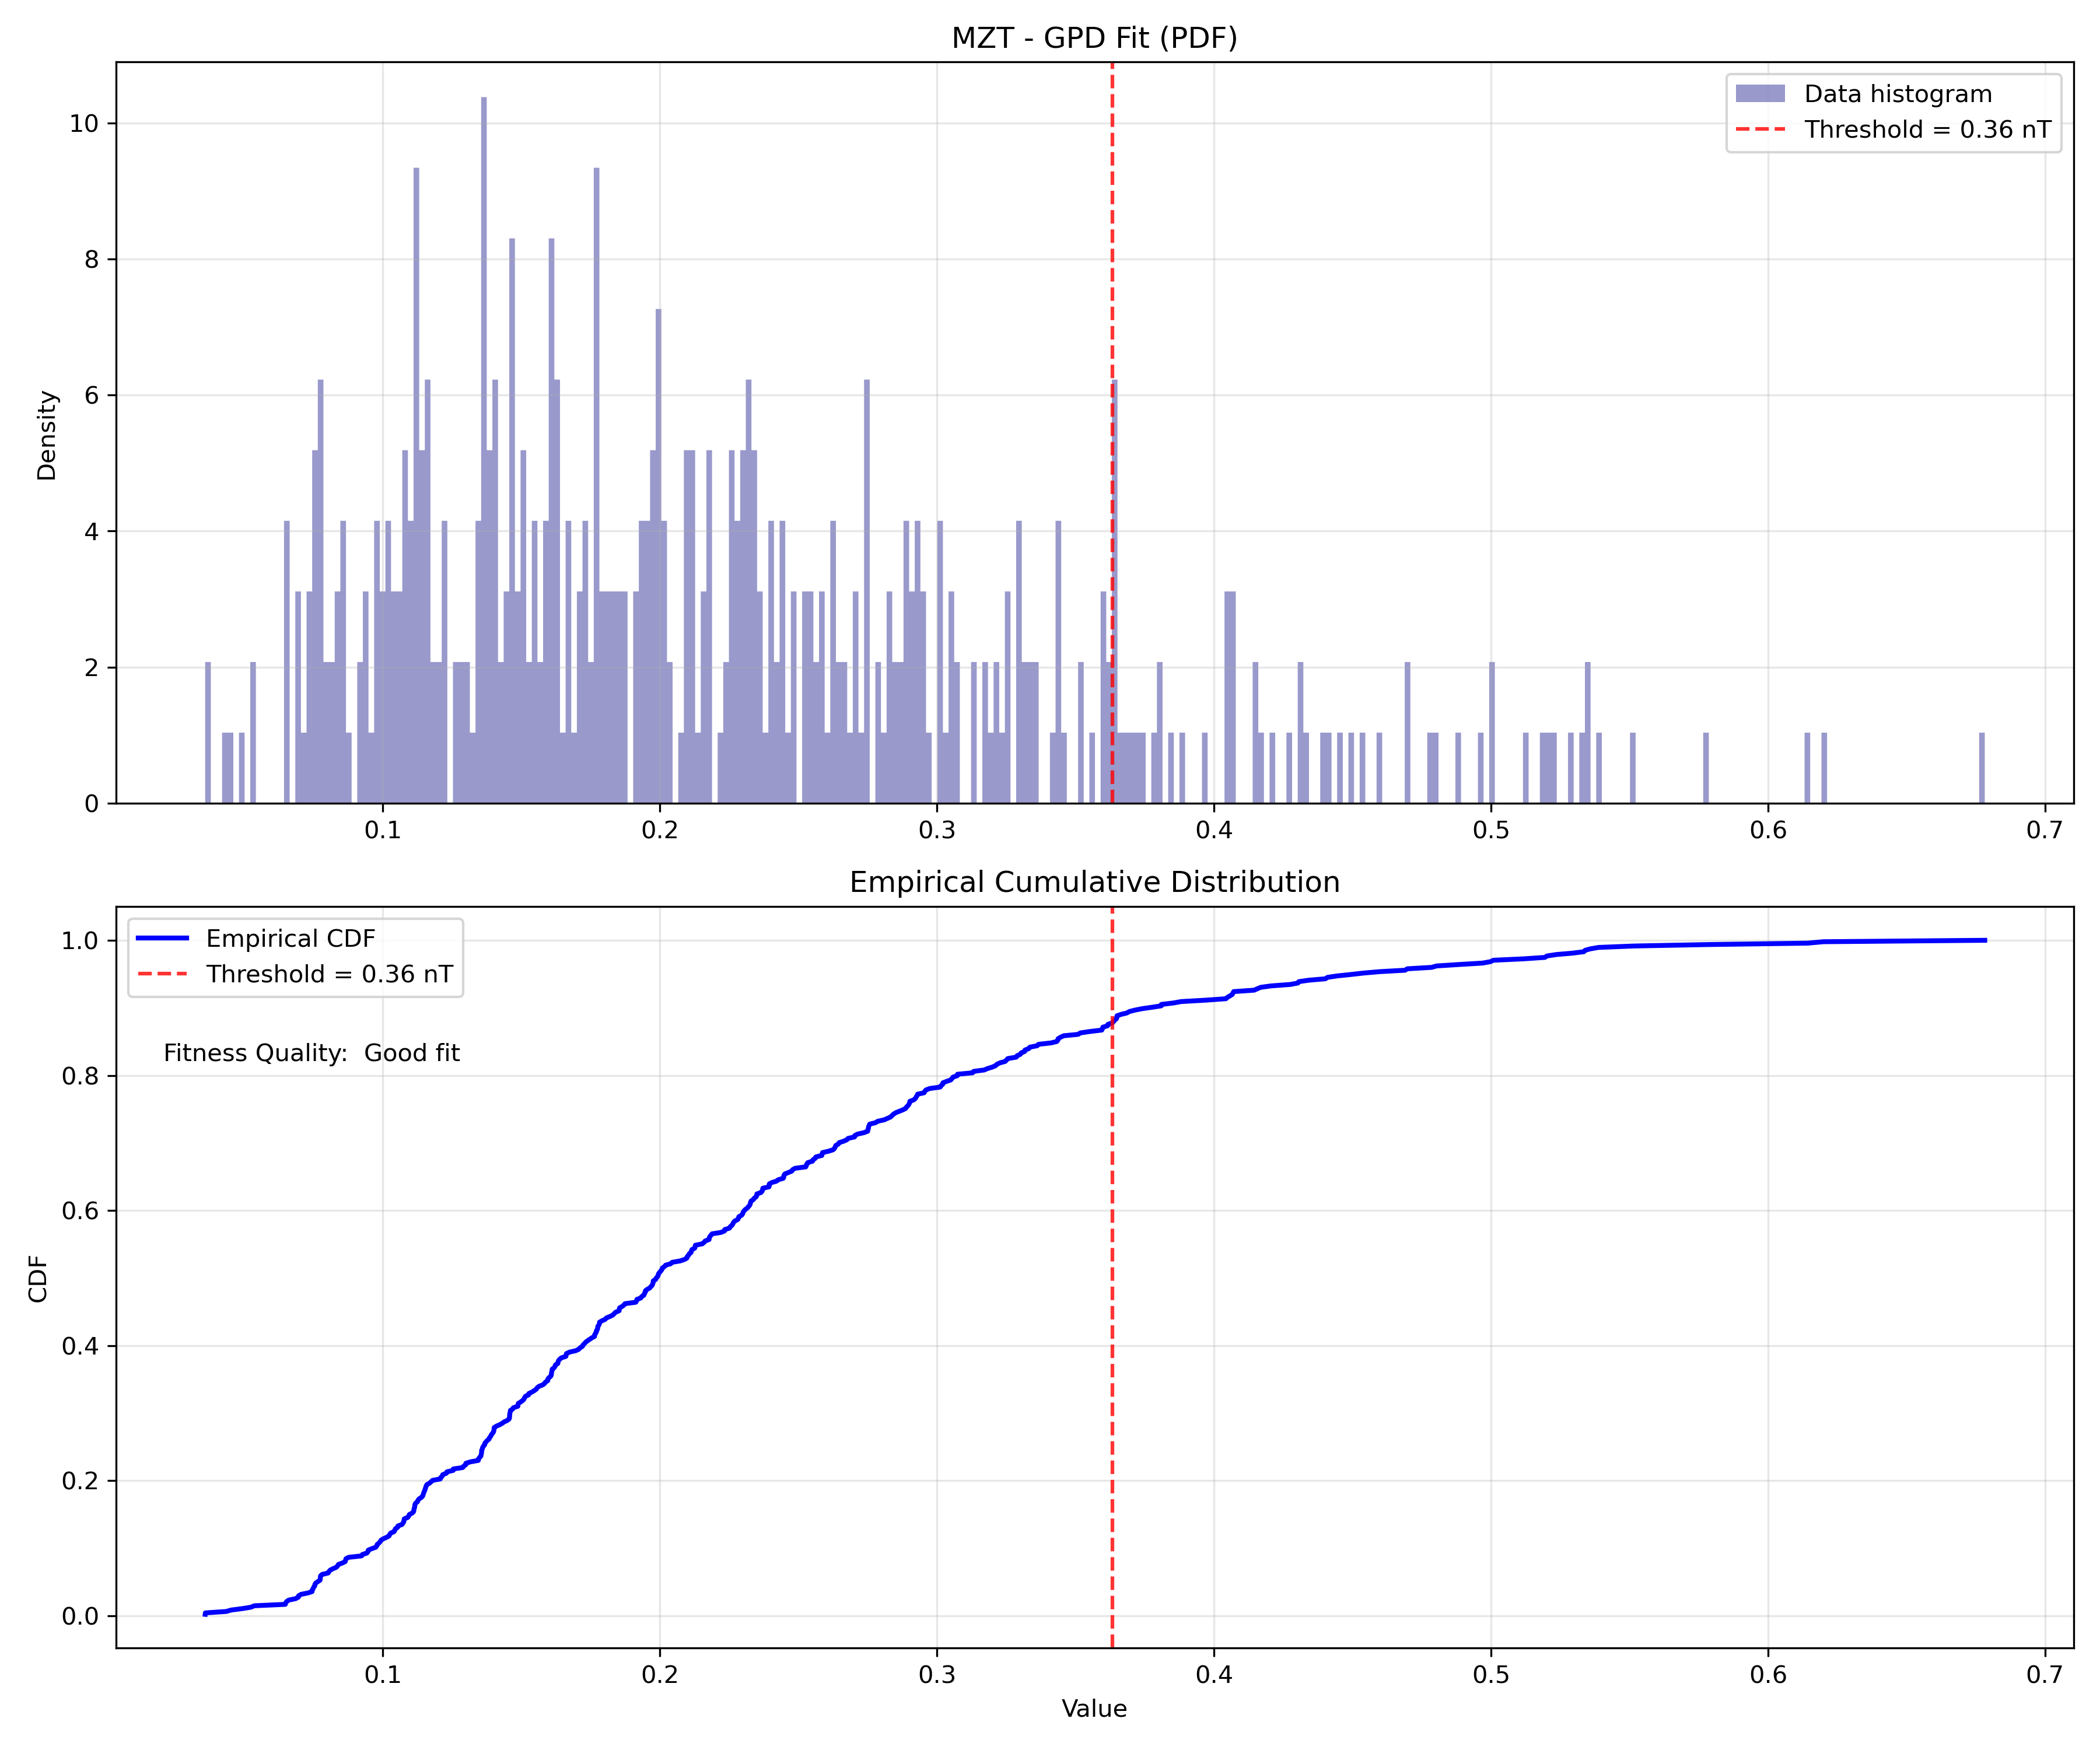 MZT - GPD Fit (PDF)
Density
10
8
6
4
2
0
Data histogram
Threshold = 0.36 nT
0.1 0.2 0.3 0.4 0.5 0.6 0.7
Empirical Cumulative Distribution
CDF
1.0
0.8
0.6
0.4
0.2
0.0
Empirical CDF
Threshold = 0.36 nT
Fitness Quality: Good fit
0.1 0.2 0.3 0.4 0.5 0.6 0.7
Value